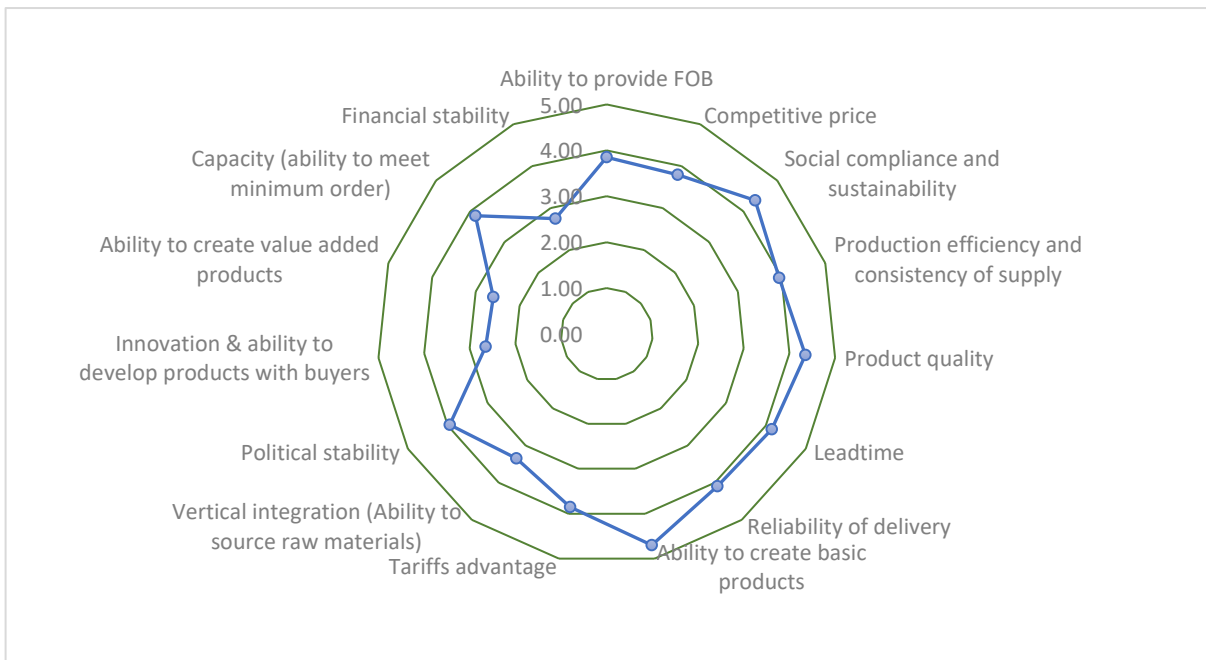 Ability to provide FOB
Competitive price
Social compliance and
sustainability
Production efficiency and
consistency of supply
Product quality
Leadtime
Reliability of delivery
Ability to create basic
products
Tariffs advantage
Vertical integration (Ability to
source raw materials)
Political stability
Innovation & ability to
develop products with buyers
Ability to create value added
products
Capacity (ability to meet
minimum order)
Financial stability
5.00
4.00
3.00
2.00
1.00
0.00